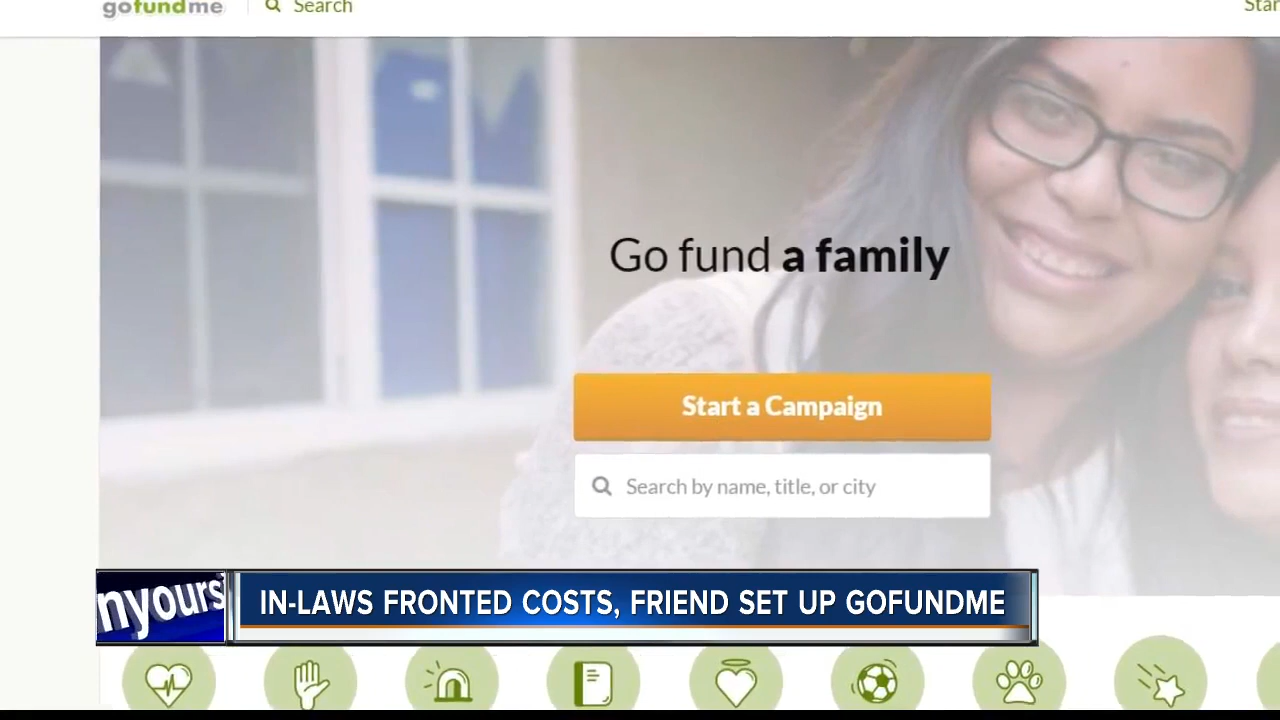 gofundme Search Star
Go fund a family
Start a Campaign
Search by name, title, or city
nyours
IN-LAWS FRONTED COSTS, FRIEND SET UP GOFUNDME